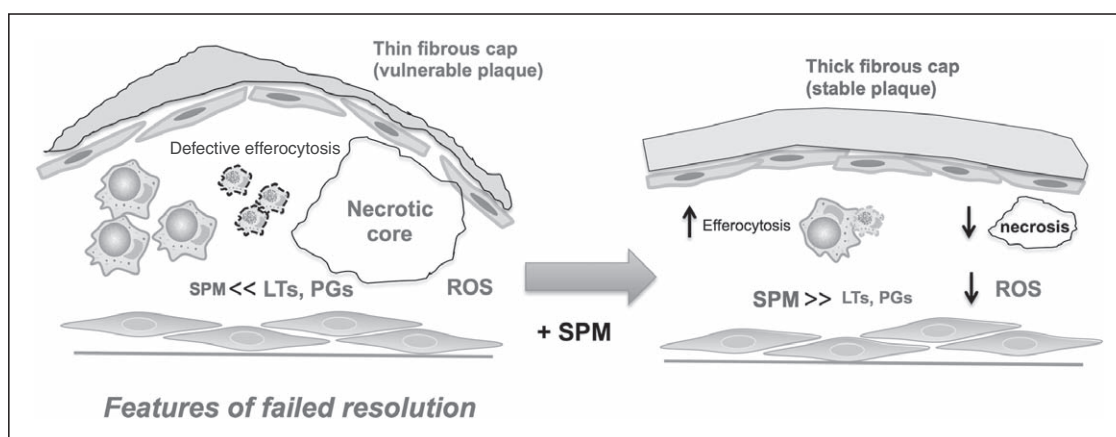 Thin fibrous cap
(vulnerable plaque)
Defective efferocytosis
Necrotic
core
SPM << LTs, PGs
ROS
Features of failed resolution
+ SPM
Thick fibrous cap
(stable plaque)
Efferocytosis
necrosis
SPM >> LTs, PGs
ROS